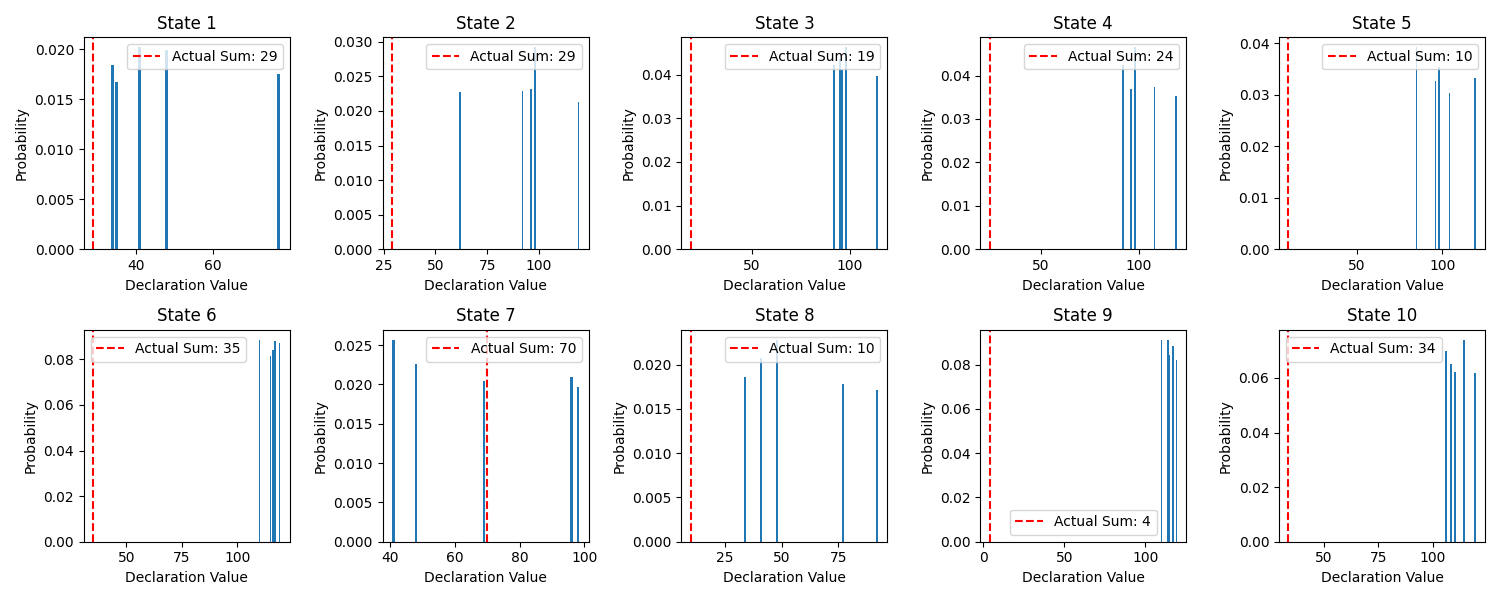 State 1
Actual Sum: 29
0.020
0.015
0.010
0.005
0.000
Probability
40 60
Declaration Value
State 2
Actual Sum: 29
0.030
0.025
0.020
0.015
0.010
0.005
0.000
Probability
25 50 75 100
Declaration Value
State 3
Actual Sum: 19
0.04
0.03
0.02
0.01
0.00
Probability
50 100
Declaration Value
State 4
Actual Sum: 24
0.04
0.03
0.02
0.01
0.00
Probability
50 100
Declaration Value
State 5
Actual Sum: 10
0.04
0.03
0.02
0.01
0.00
Probability
50 100
Declaration Value
State 6
Actual Sum: 35
0.08
0.06
0.04
0.02
0.00
Probability
50 75 100
Declaration Value
State 7
Actual Sum: 70
0.025
0.020
0.015
0.010
0.005
0.000
Probability
40 60 80 100
Declaration Value
State 8
Actual Sum: 10
0.020
0.015
0.010
0.005
0.000
Probability
25 50 75
Declaration Value
State 9
0.08
0.06
0.04
0.02
0.00
Actual Sum: 4
Probability
0 50 100
Declaration Value
State 10
Actual Sum: 34
0.06
0.04
0.02
0.00
Probability
50 75 100
Declaration Value